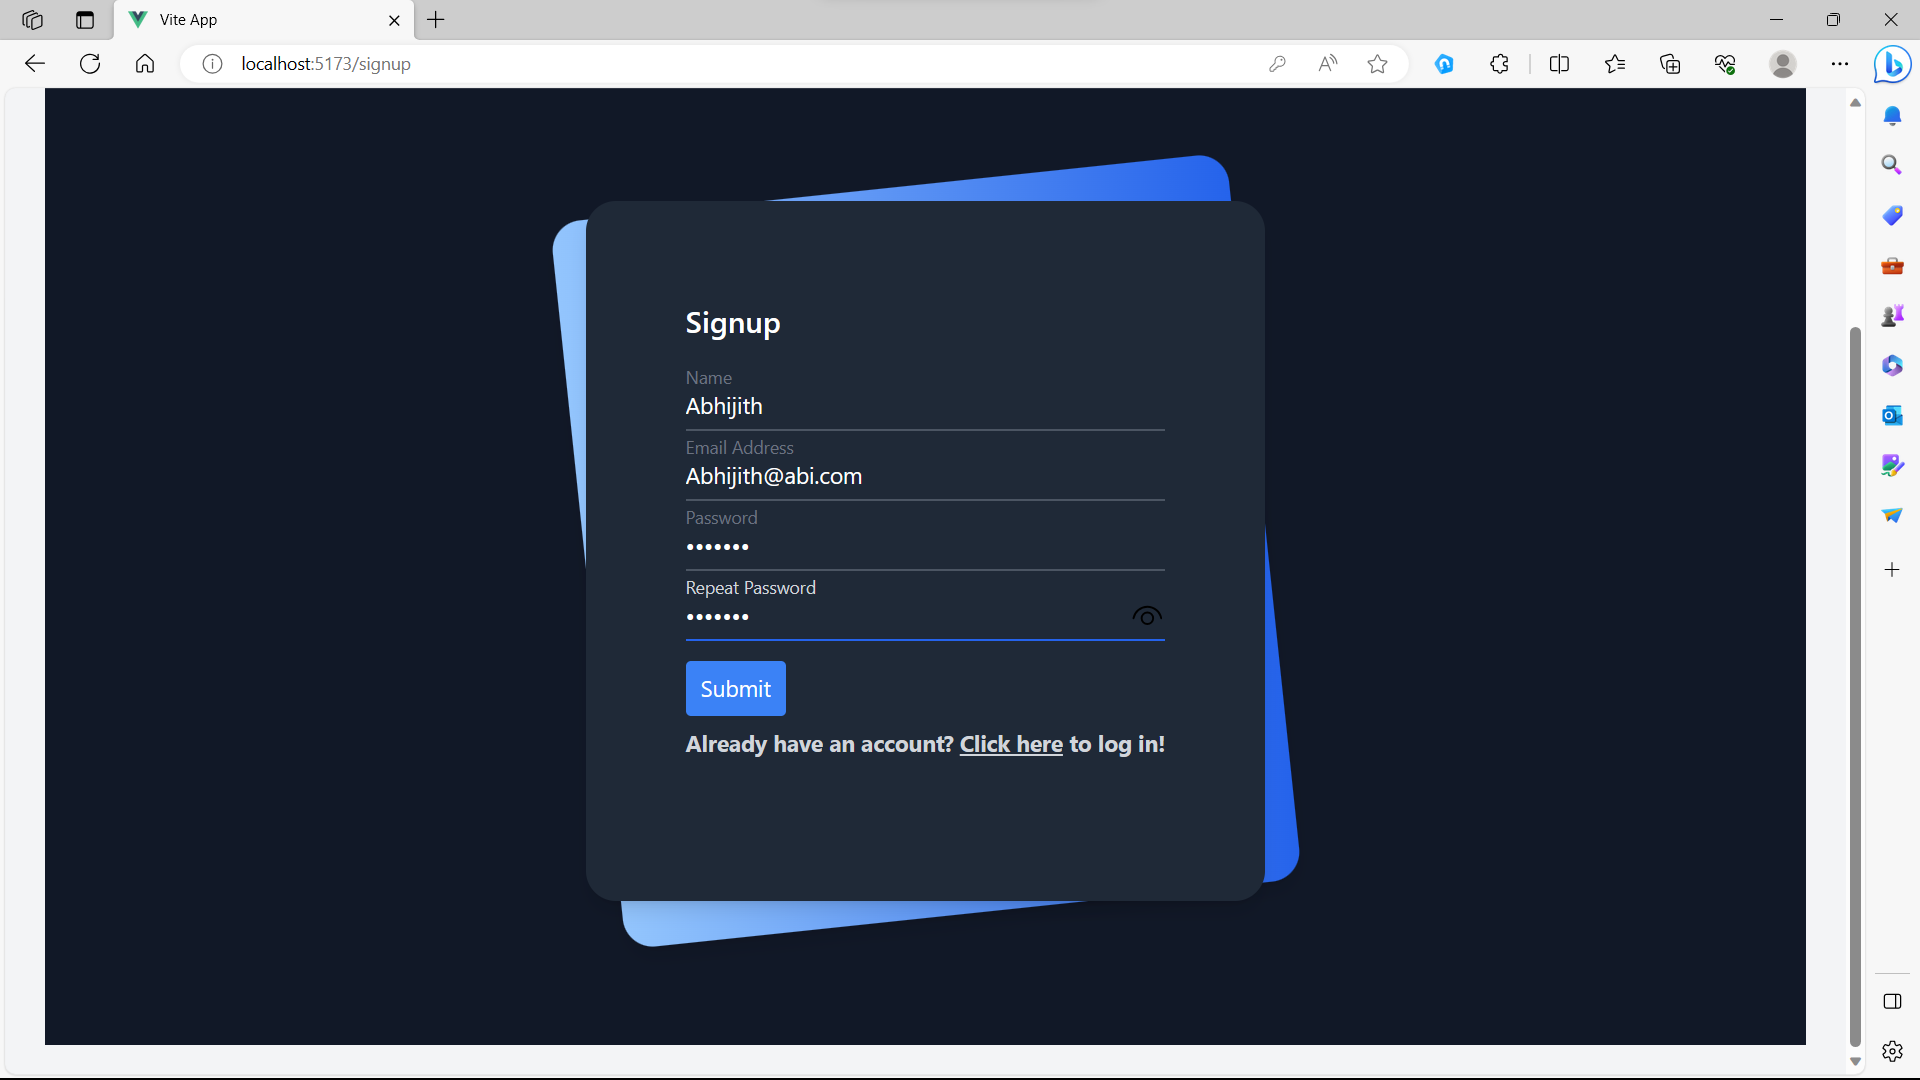 Vite App
localhost:5173/signup
Signup
Name
Abhijith
Email Address
Abhijith@abi.com
Password
•••••••
Repeat Password
•••••••
Submit
Already have an account? Click here to log in!